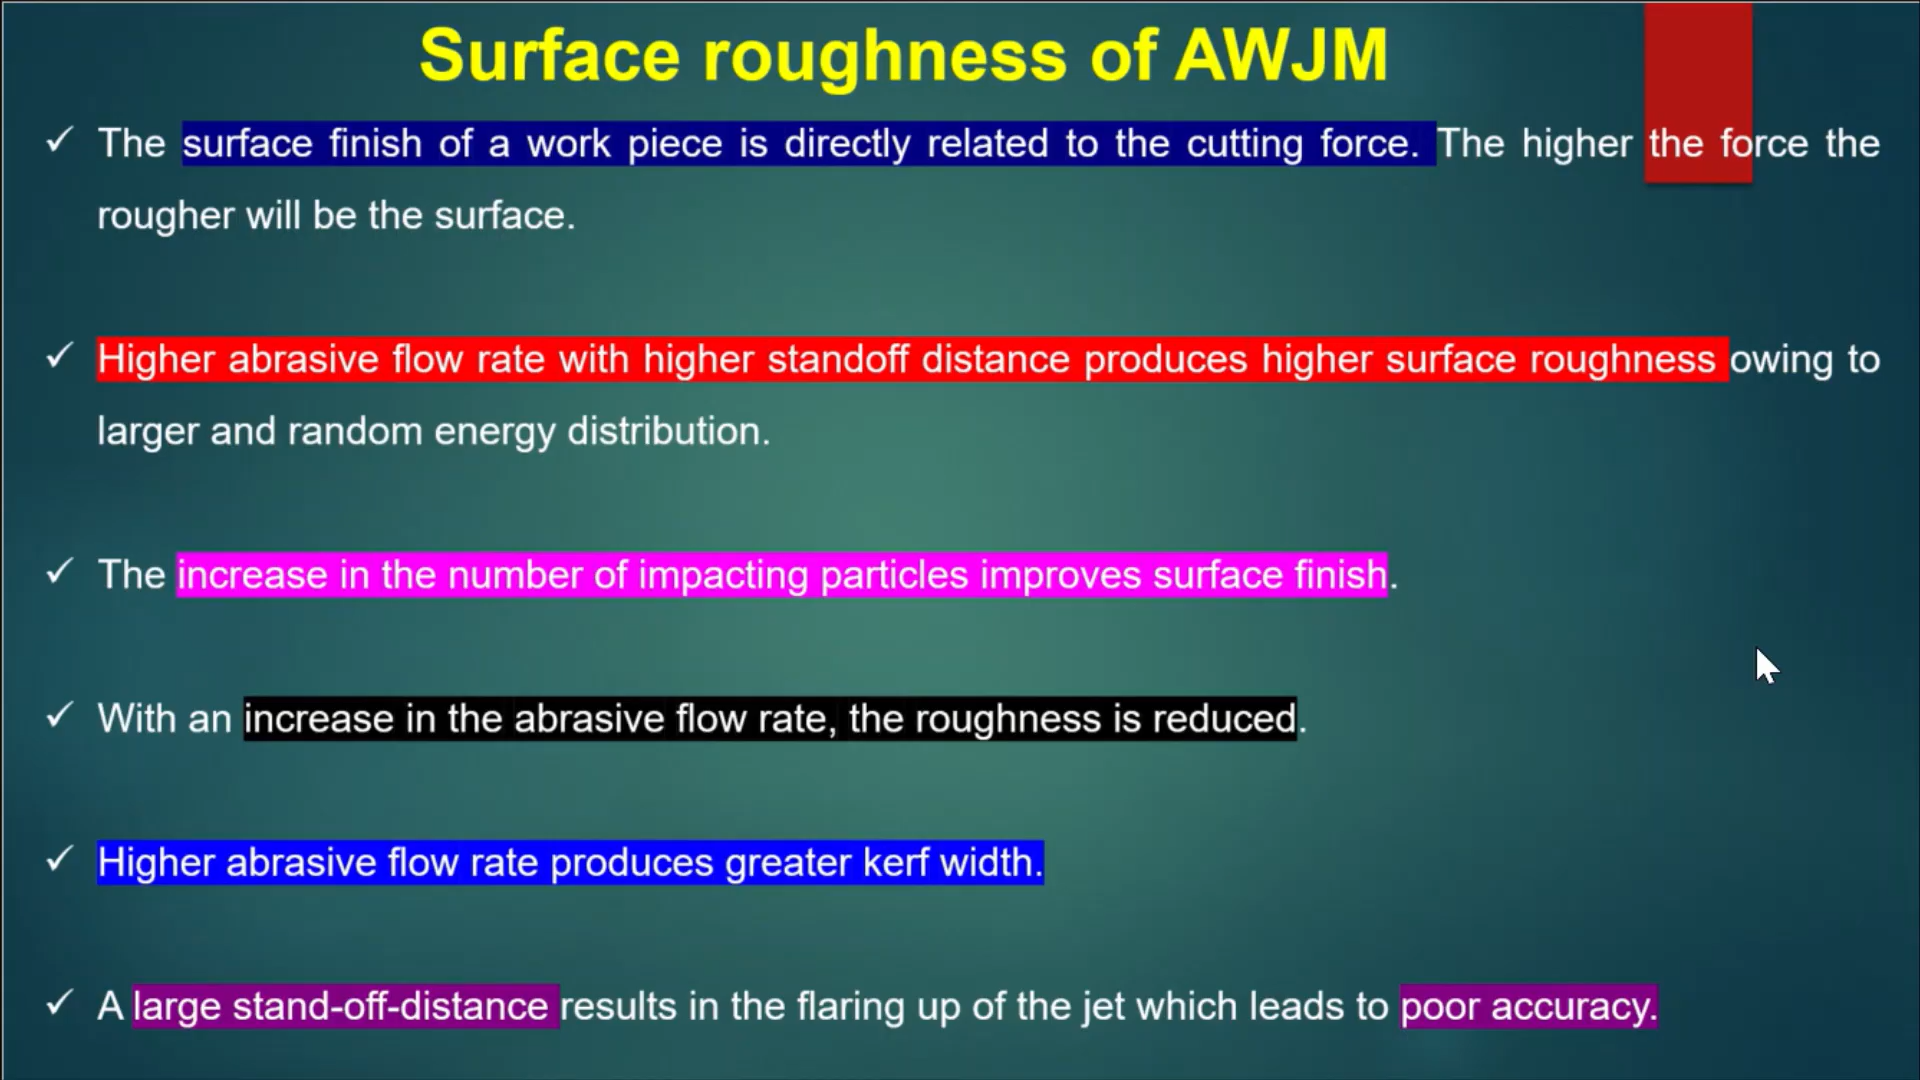 Surface roughness of AWJM
✓ The surface finish of a work piece is directly related to the cutting force. The higher the force the
rougher will be the surface.
✓ Higher abrasive flow rate with higher standoff distance produces higher surface roughness owing to
larger and random energy distribution.
✓ The increase in the number of impacting particles improves surface finish.
✓ With an increase in the abrasive flow rate, the roughness is reduced.
✓ Higher abrasive flow rate produces greater kerf width.
✓ A large stand-off-distance results in the flaring up of the jet which leads to poor accuracy.